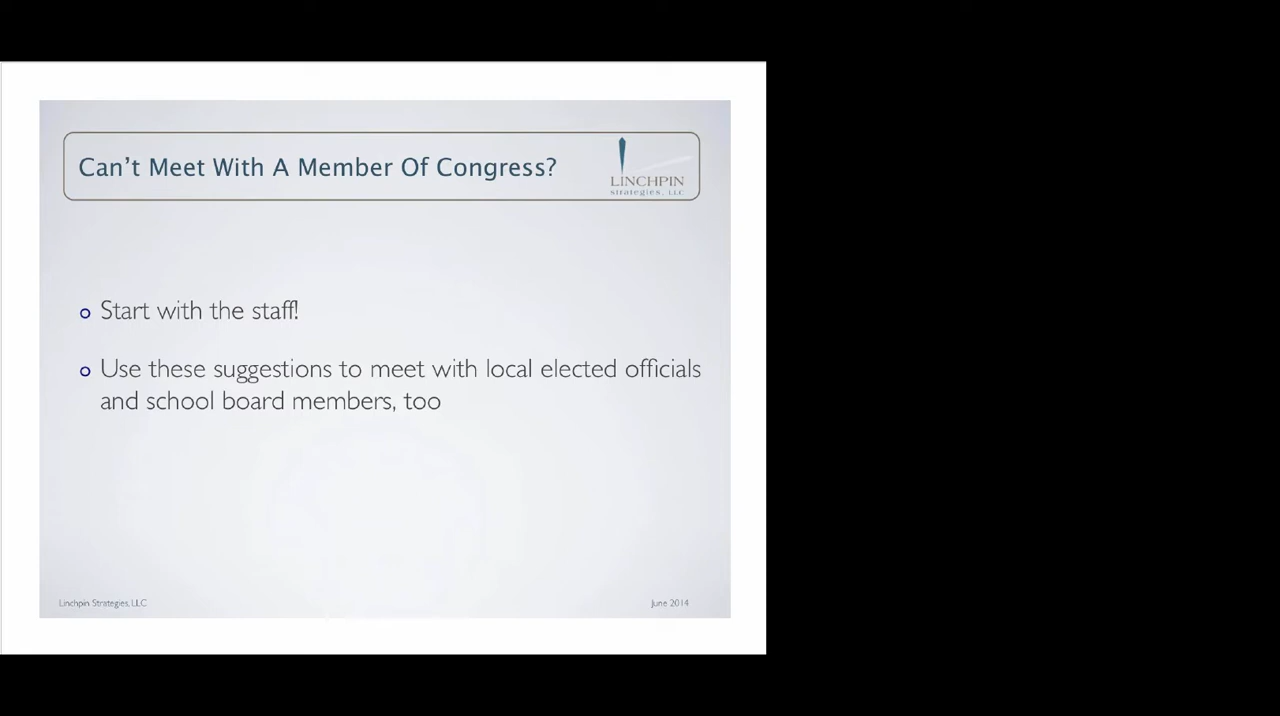 Can't Meet With A Member Of Congress?
LINCHPIN
strategies, LLC
Start with the staff!
Use these suggestions to meet with local elected officials
and school board members, too
Linchpin Strategies, LLC
June 2014